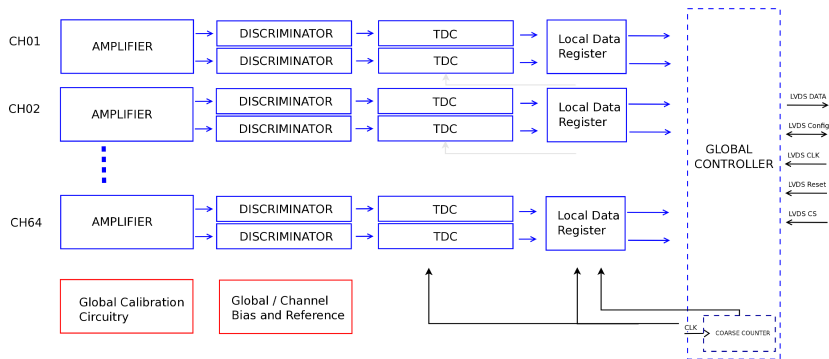 CH01
AMPLIFIER
DISCRIMINATOR
TDC
Local Data
Register
DISCRIMINATOR
TDC
CH02
AMPLIFIER
DISCRIMINATOR
TDC
Local Data
Register
DISCRIMINATOR
TDC
CH64
AMPLIFIER
DISCRIMINATOR
TDC
Local Data
Register
DISCRIMINATOR
TDC
GLOBAL
CONTROLLER
LVDS DATA
LVDS Config
LVDS CLK
LVDS Reset
LVDS CS
Global Calibration
Circuitry
Global / Channel
Bias and Reference
CLK
COARSE COUNTER